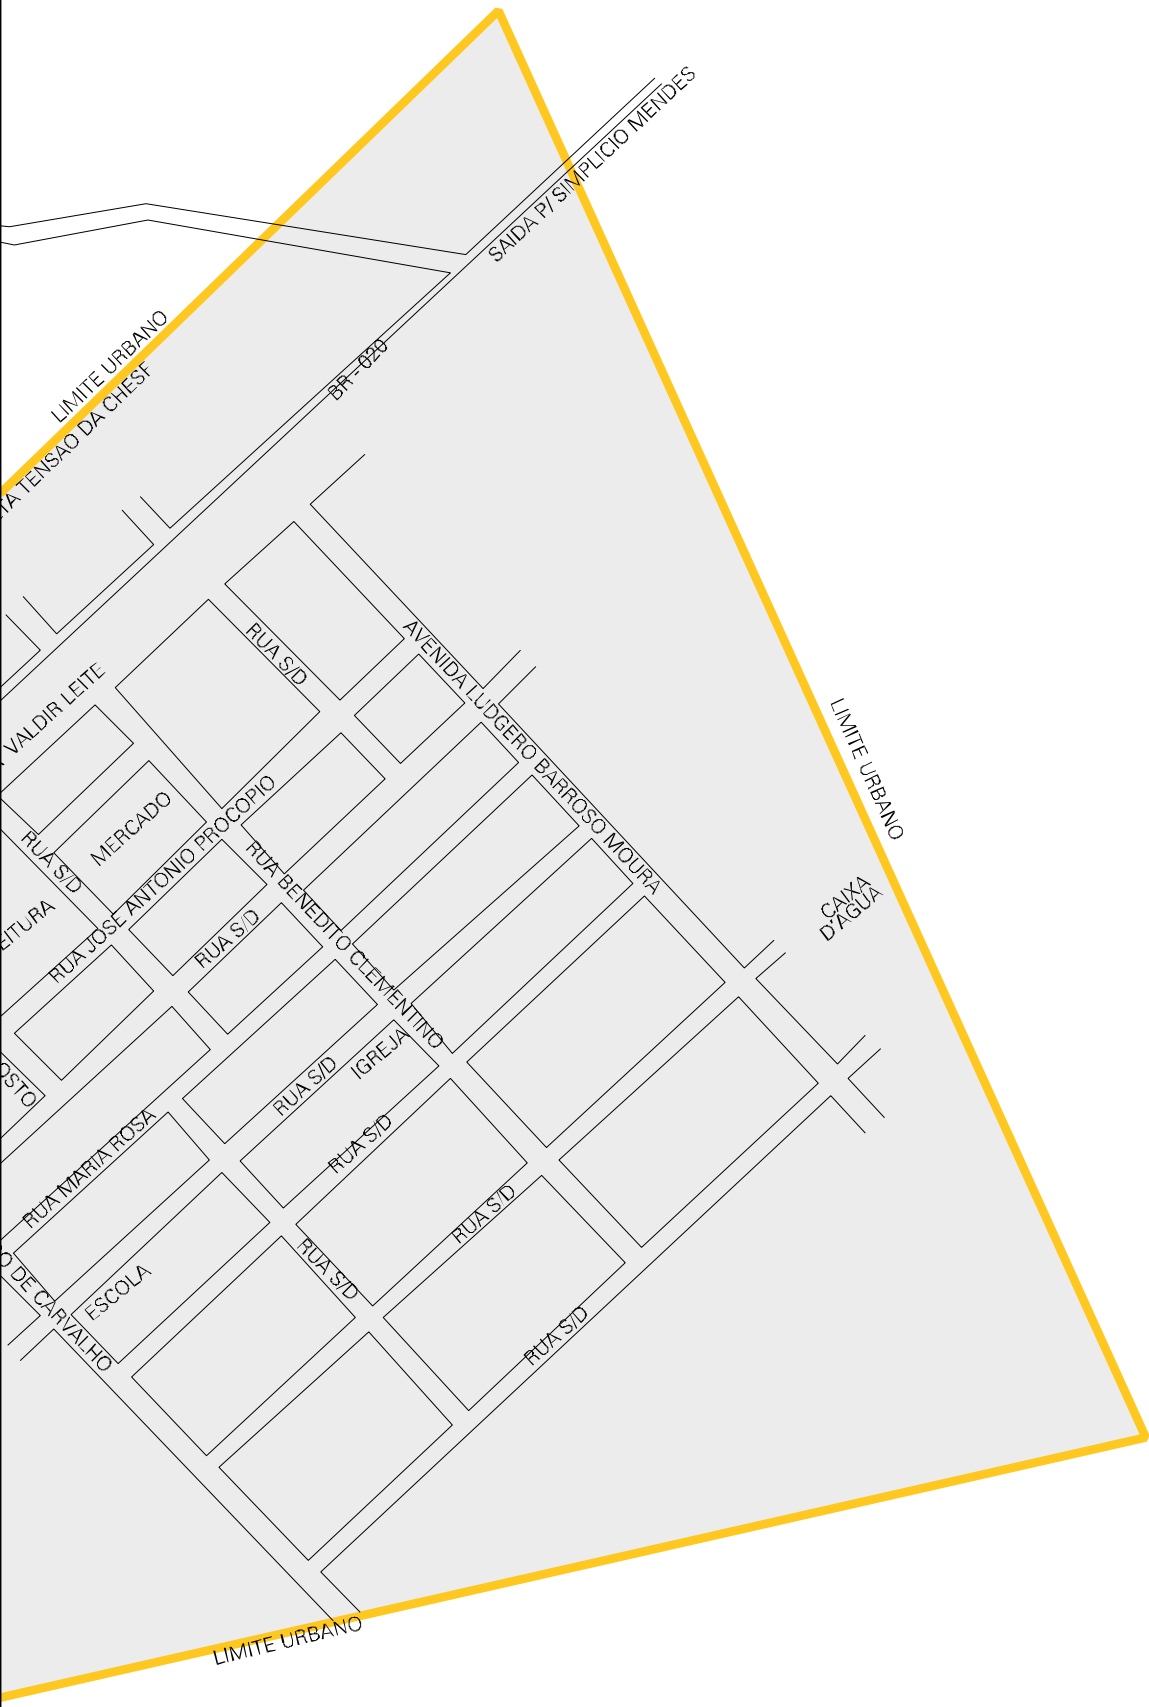 SAIDA P/ SIMPLICIO MENDES
LIMITE URBANO
TA TENSAO DA CHESF
BR - 020
AVENIDA LUDGERO BARROSO MOURA
RUA S/D
VALDIR LEITE
LIMITE URBANO
MERCADO
RUA JOSE ANTONIO PROCOPIO
RUA S/D
RUA BENEDITO CLEMENTINO
CAIXA
D'AGUA
EITURA
RUA S/D
IGREJA
RUA S/D
OSTO
RUA MARIA ROSA
RUA S/D
RUA S/D
RUA S/D
O DE CARVALHO
ESCOLA
RUA S/D
LIMITE URBANO